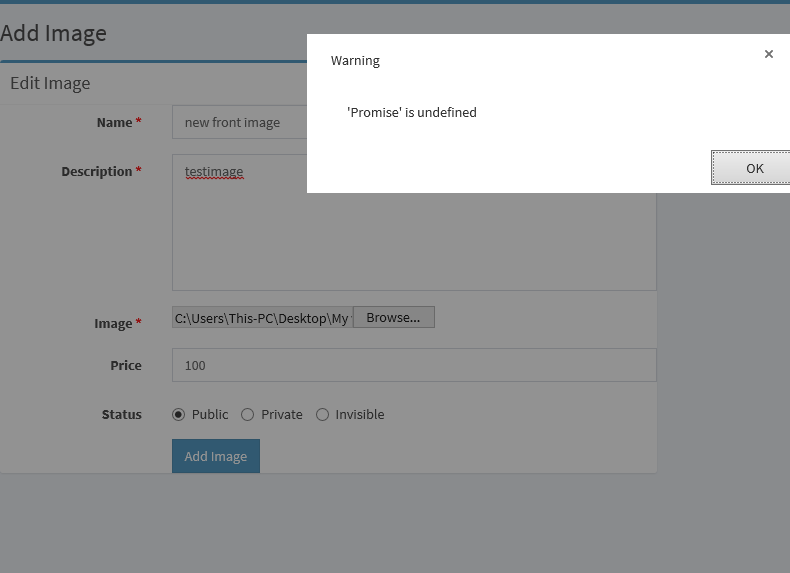 Add Image
Warning
×
Edit Image
'Promise' is undefined
Name *
new front image
OK
Description *
testimage
Image *
C:\Users\This-PC\Desktop\My
Browse...
Price
100
Status
Public
Private
Invisible
Add Image